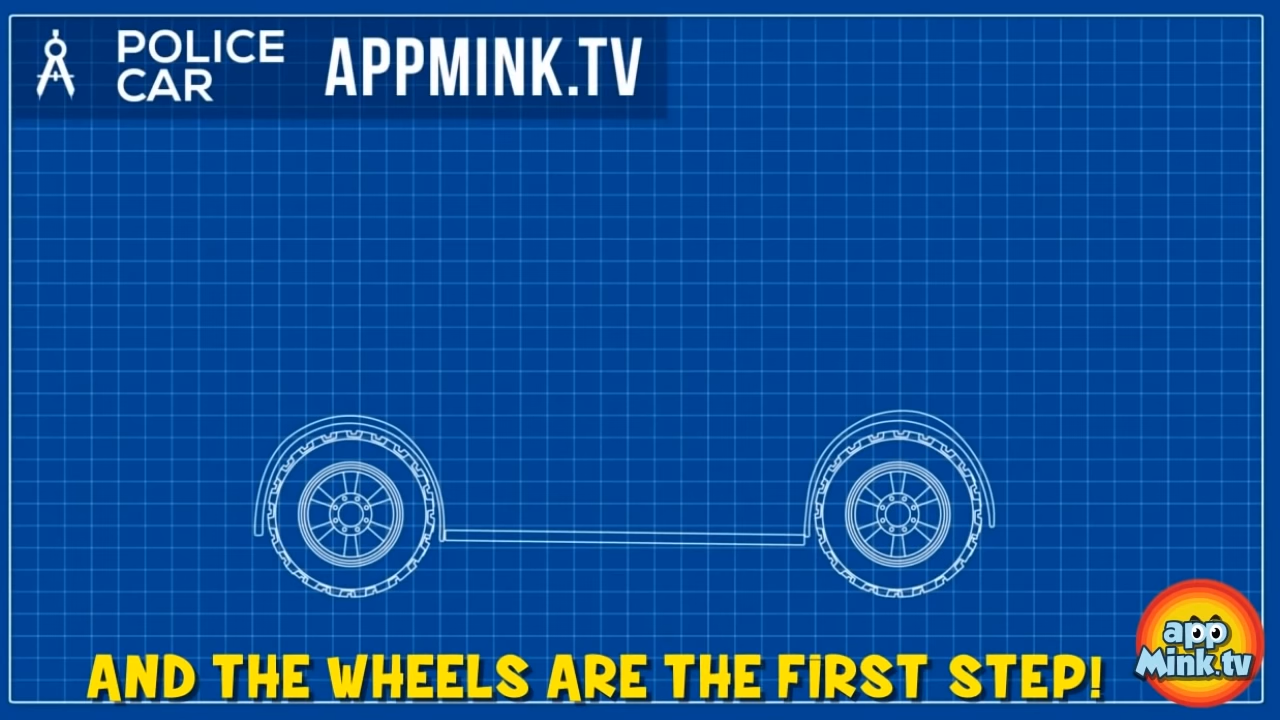 POLICE
CAR
APPMINK.TV
AND THE WHEELS ARE THE FIRST STEP!
app
Mink.tv